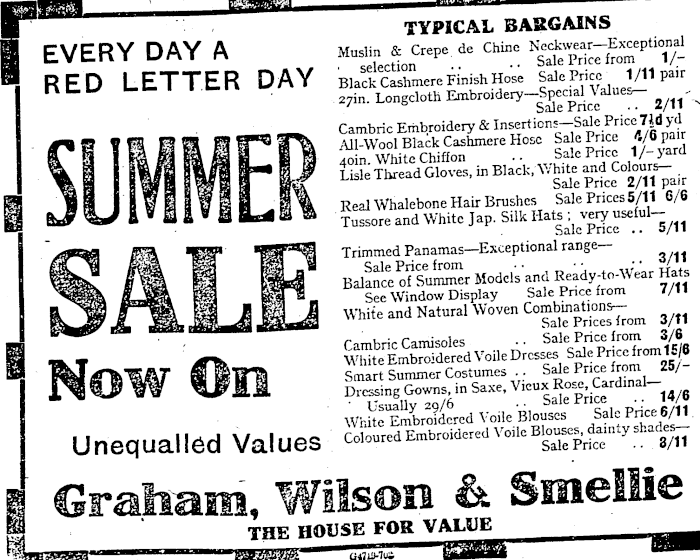 EVERY DAY A
RED LETTER DAY
SUMMER
SALE
Now On
Unequalled Values
TYPICAL BARGAINS
Muslin & Crepe de Chine Neckwear—Exceptional
selection .. .. Sale Price from 1/-
Black Cashmere Finish Hose Sale Price 1/11 pair
27in. Longcloth Embroidery—Special Values—
Sale Price .. 2/11
Cambric Embroidery & Insertions—Sale Price 7½d yd
All-Wool Black Cashmere Hose Sale Price 4/6 pair
40in. White Chiffon .. Sale Price 1/- yard
Lisle Thread Gloves, in Black, White and Colours—
Sale Price 2/11 pair
Real Whalebone Hair Brushes Sale Prices 5/11 6/6
Tussore and White Jap. Silk Hats; very useful—
Sale Price .. 5/11
Trimmed Panamas—Exceptional range—
Sale Price from .. .. .. 3/11
Balance of Summer Models and Ready-to-Wear Hats
See Window Display Sale Price from 7/11
White and Natural Woven Combinations—
Sale Prices from 3/11
Cambric Camisoles .. Sale Price from 3/6
White Embroidered Voile Dresses Sale Price from 15/6
Smart Summer Costumes .. Sale Price from 25/-
Dressing Gowns, in Saxe, Vieux Rose, Cardinal—
Usually 29/6 .. Sale Price .. 14/6
White Embroidered Voile Blouses Sale Price 6/11
Coloured Embroidered Voile Blouses, dainty shades—
Sale Price .. 8/11
Graham, Wilson & Smellie
THE HOUSE FOR VALUE